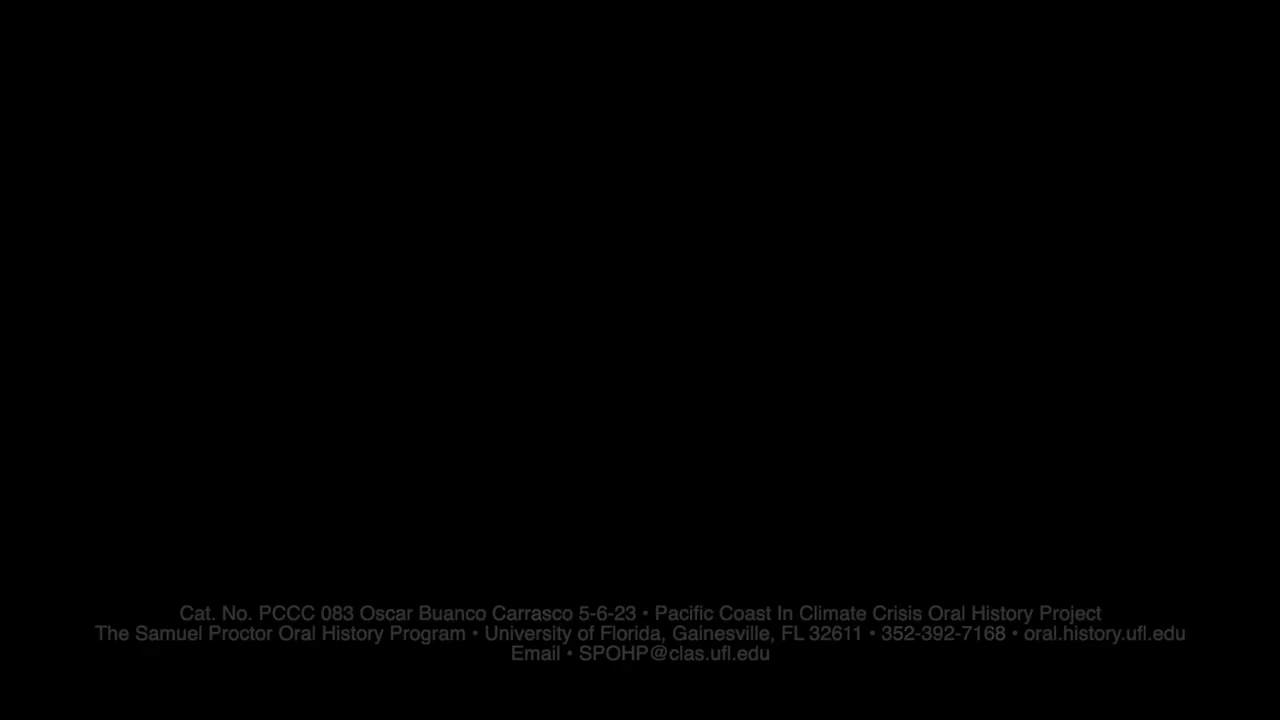 Cat. No. PCCC 083 Oscar Buanco Carrasco 5-6-23 • Pacific Coast In Climate Crisis Oral History Project
The Samuel Proctor Oral History Program • University of Florida, Gainesville, FL 32611 • 352-392-7168 • oral.history.ufl.edu
Email • SPOHP@clas.ufl.edu